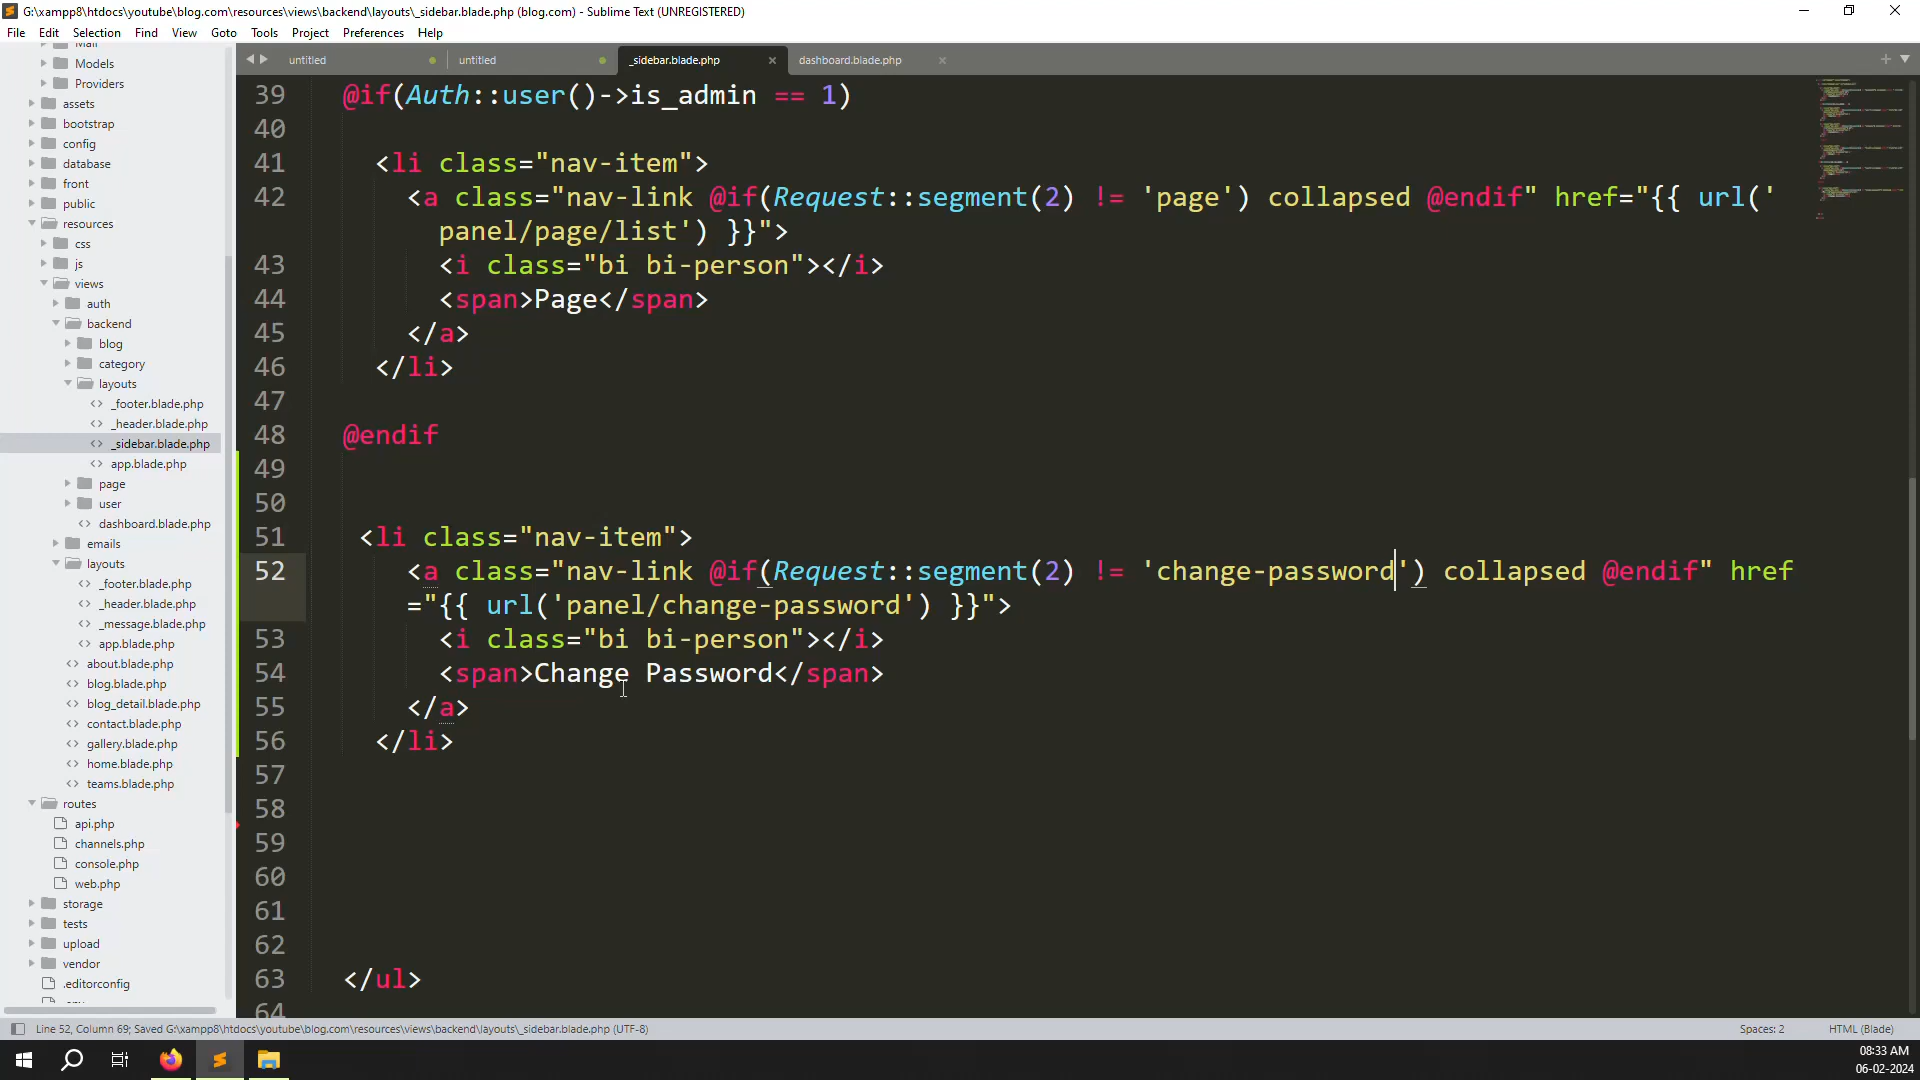 G:\xampp8\htdocs\youtube\blog.com\resources\views\backend\layouts\_sidebar.blade.php (blog.com) - Sublime Text (UNREGISTERED)
File Edit Selection Find View Goto Tools Project Preferences Help
untitled untitled _sidebar.blade.php dashboard.blade.php
Mail
Models
Providers
assets
bootstrap
config
database
front
public
resources
css
js
views
auth
backend
blog
category
layouts
_footer.blade.php
_header.blade.php
_sidebar.blade.php
app.blade.php
page
user
dashboard.blade.php
emails
layouts
_footer.blade.php
_header.blade.php
_message.blade.php
app.blade.php
about.blade.php
blog.blade.php
blog_detail.blade.php
contact.blade.php
gallery.blade.php
home.blade.php
teams.blade.php
routes
api.php
channels.php
console.php
web.php
storage
tests
upload
vendor
.editorconfig
39 @if(Auth::user()->is_admin == 1)
40
41 <li class="nav-item">
42 <a class="nav-link @if(Request::segment(2) != 'page') collapsed @endif" href="{{ url('
panel/page/list') }}">
43 <i class="bi bi-person"></i>
44 <span>Page</span>
45 </a>
46 </li>
47
48 @endif
49
50
51 <li class="nav-item">
52 <a class="nav-link @if(Request::segment(2) != 'change-password') collapsed @endif" href
="{{ url('panel/change-password') }}">
53 <i class="bi bi-person"></i>
54 <span>Change Password</span>
55 </a>
56 </li>
57
58
59
60
61
62
63 </ul>
64
Line 52, Column 69; Saved G:\xampp8\htdocs\youtube\blog.com\resources\views\backend\layouts\_sidebar.blade.php (UTF-8) Spaces: 2 HTML (Blade)
08:33 AM
06-02-2024